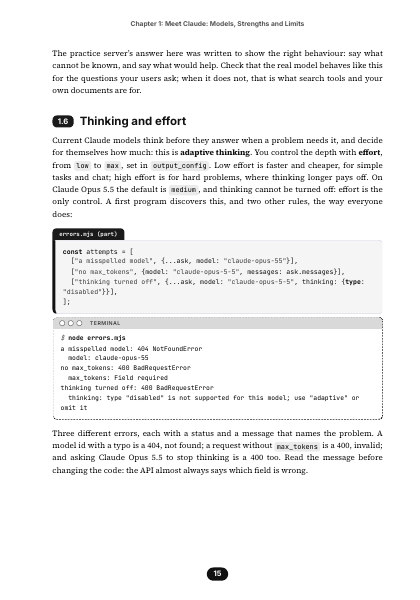 Chapter 1: Meet Claude: Models, Strengths and Limits
The practice server's answer here was written to show the right behaviour: say what
cannot be known, and say what would help. Check that the real model behaves like this
for the questions your users ask; when it does not, that is what search tools and your
own documents are for.
1.6 Thinking and effort
Current Claude models think before they answer when a problem needs it, and decide
for themselves how much: this is adaptive thinking. You control the depth with effort,
from low to max, set in output_config. Low effort is faster and cheaper, for simple
tasks and chat; high effort is for hard problems, where thinking longer pays off. On
Claude Opus 5.5 the default is medium, and thinking cannot be turned off: effort is the
only control. A first program discovers this, and two other rules, the way everyone
does:
errors.mjs (part)
const attempts = [
["a misspelled model", {...ask, model: "claude-opus-55"}],
["no max_tokens", {model: "claude-opus-5-5", messages: ask.messages}],
["thinking turned off", {...ask, model: "claude-opus-5-5", thinking: {type:
"disabled"}}],
];
TERMINAL
$ node errors.mjs
a misspelled model: 404 NotFoundError
model: claude-opus-55
no max_tokens: 400 BadRequestError
max_tokens: Field required
thinking turned off: 400 BadRequestError
thinking: type "disabled" is not supported for this model; use "adaptive" or
omit it
Three different errors, each with a status and a message that names the problem. A
model id with a typo is a 404, not found; a request without max_tokens is a 400, invalid;
and asking Claude Opus 5.5 to stop thinking is a 400 too. Read the message before
changing the code: the API almost always says which field is wrong.
15